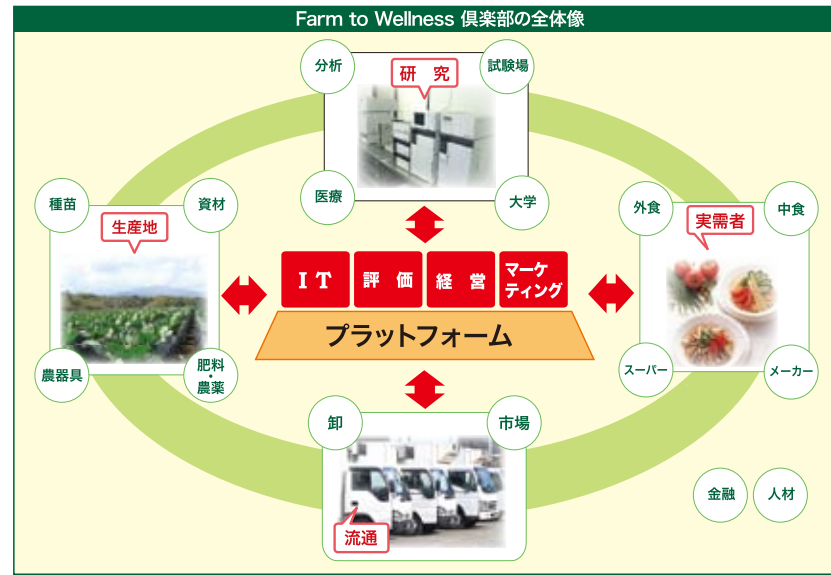 Farm to Wellness 倶楽部の全体像
分析
研究
試験場
医療
大学
種苗
生産地
資材
農器具
肥料
・
農薬
外食
実需者
中食
スーパー
メーカー
IT
評価
経営
マーケ
ティング
プラットフォーム
卸
市場
流通
金融
人材